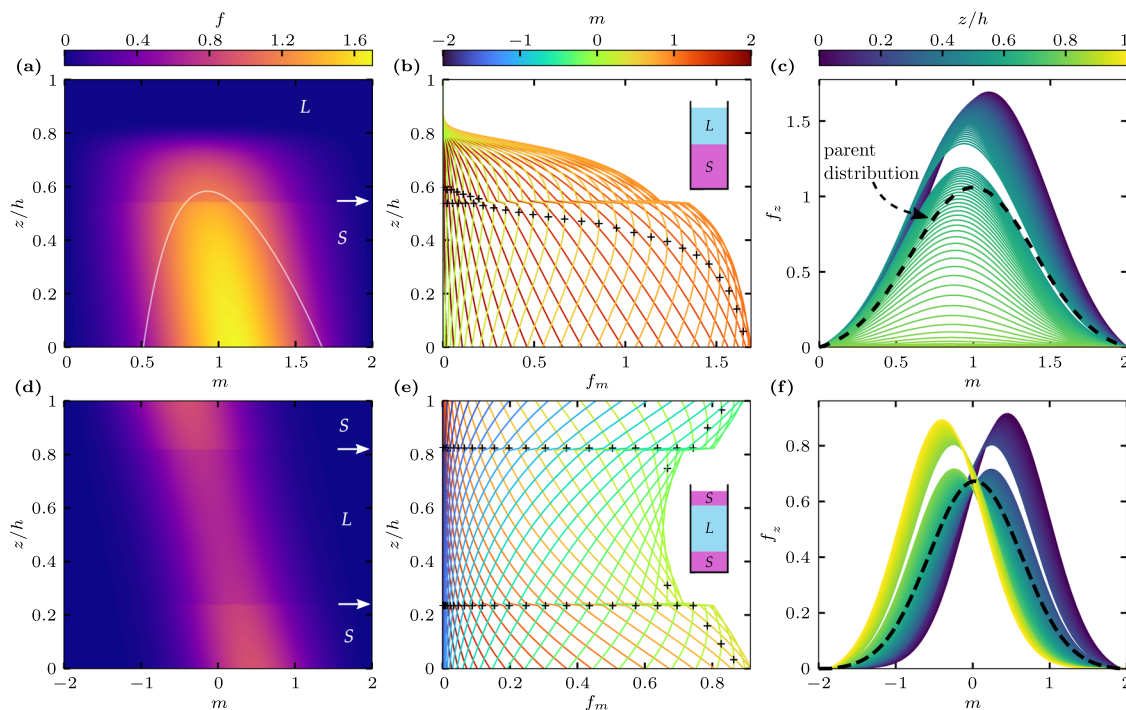 f
0 0.4 0.8 1.2 1.6
m
−2 −1 0 1 2
z/h
0 0.2 0.4 0.6 0.8 1
(a)
L
S
z/h
1
0.8
0.6
0.4
0.2
0
0 0.5 1 1.5 2
m
(b)
L
S
z/h
1
0.8
0.6
0.4
0.2
0
0 0.5 1 1.5
f_m
(c)
parent
distribution
f_z
1.5
1
0.5
0
0 0.5 1 1.5 2
m
(d)
S
L
S
z/h
1
0.8
0.6
0.4
0.2
0
−2 −1 0 1 2
m
(e)
S
L
S
z/h
1
0.8
0.6
0.4
0.2
0
0 0.2 0.4 0.6 0.8
f_m
(f)
f_z
0.8
0.6
0.4
0.2
0
−2 −1 0 1 2
m